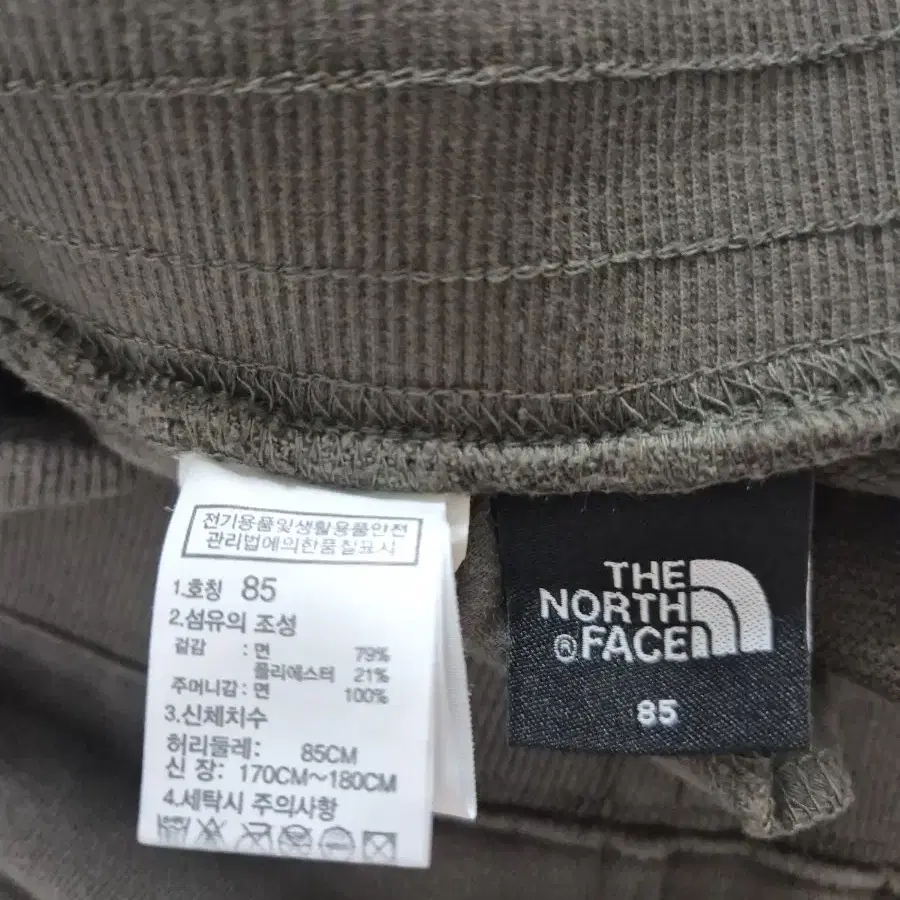 전기용품및생활용품안전
관리법에의한품질표시
1.호칭 85
2.섬유의 조성
겉감 : 면 79%
폴리에스터 21%
주머니감 : 면 100%
3.신체치수
허리둘레: 85CM
신 장: 170CM~180CM
4.세탁시 주의사항
THE
NORTH
®FACE
85